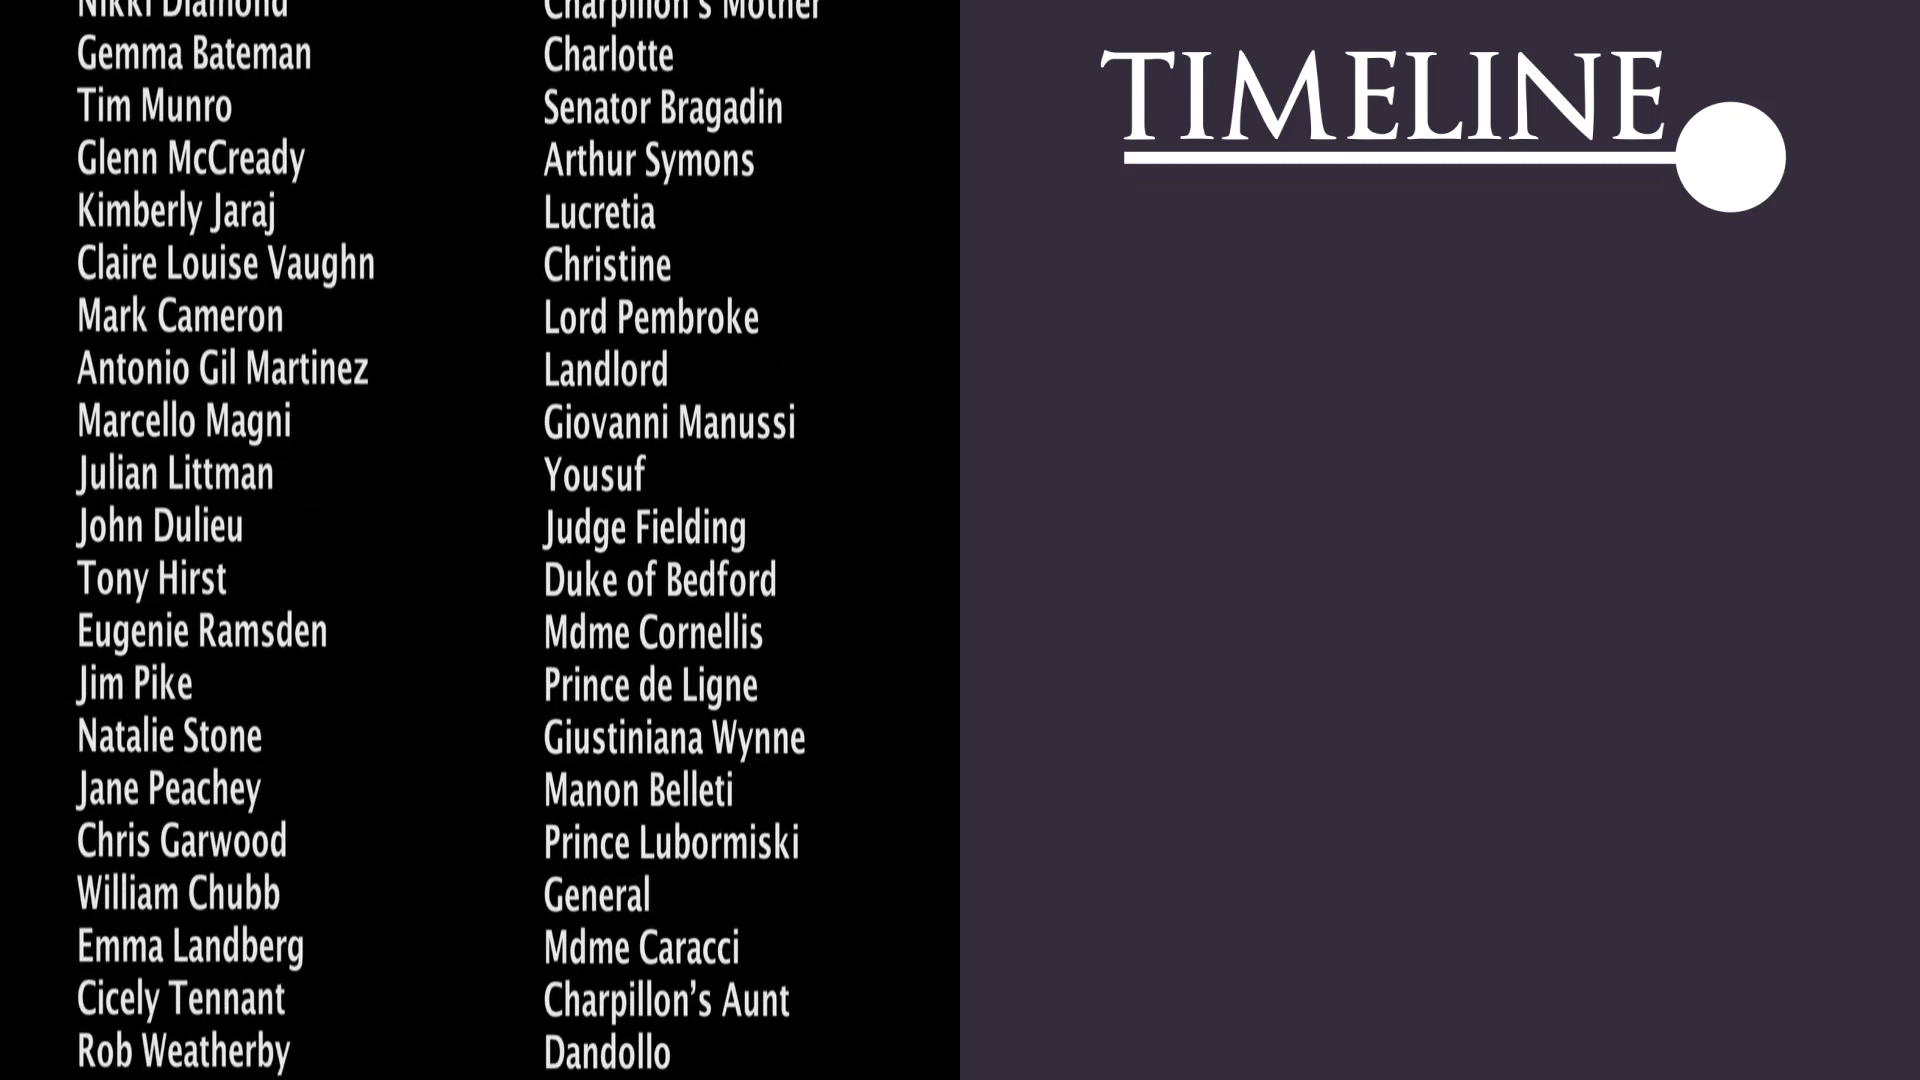 Nikki Diamond Charpillon's Mother
Gemma Bateman Charlotte
Tim Munro Senator Bragadin
Glenn McCready Arthur Symons
Kimberly Jaraj Lucretia
Claire Louise Vaughn Christine
Mark Cameron Lord Pembroke
Antonio Gil Martinez Landlord
Marcello Magni Giovanni Manussi
Julian Littman Yousuf
John Dulieu Judge Fielding
Tony Hirst Duke of Bedford
Eugenie Ramsden Mdme Cornellis
Jim Pike Prince de Ligne
Natalie Stone Giustiniana Wynne
Jane Peachey Manon Belleti
Chris Garwood Prince Lubormiski
William Chubb General
Emma Landberg Mdme Caracci
Cicely Tennant Charpillon’s Aunt
Rob Weatherby Dandollo
TIMELINE